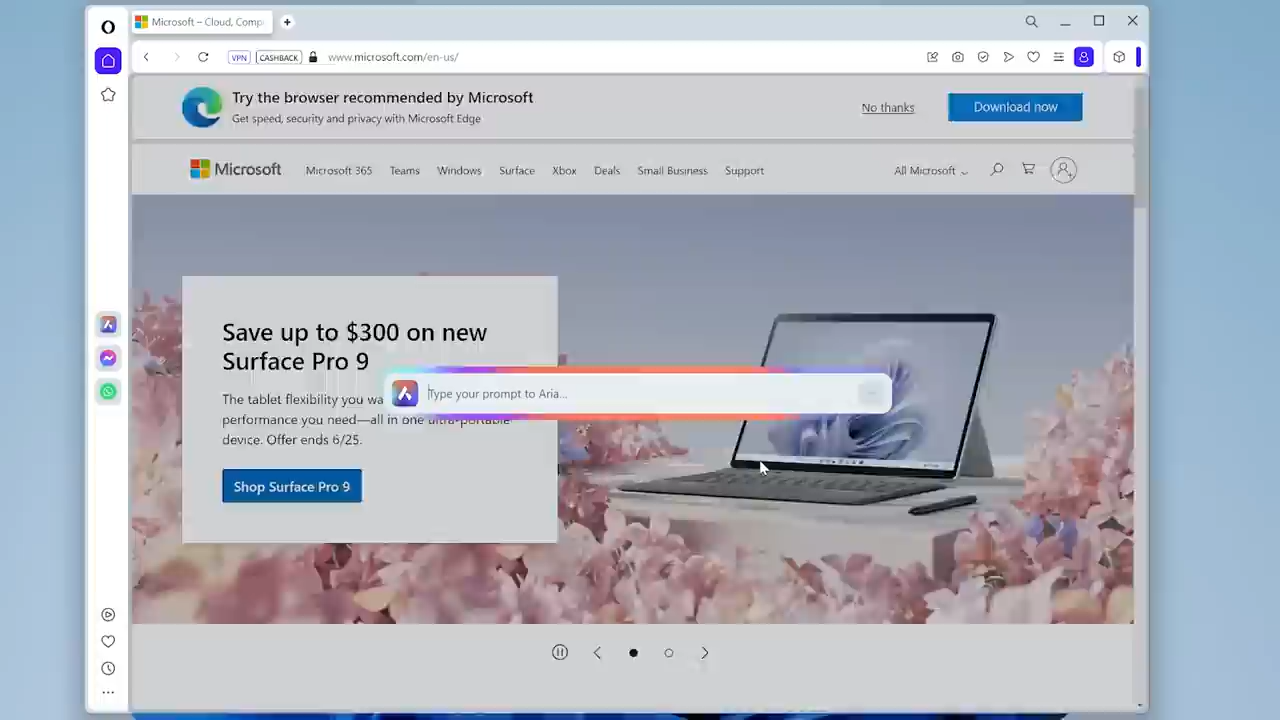 Microsoft – Cloud, Comp
VPN
CASHBACK
www.microsoft.com/en-us/
Try the browser recommended by Microsoft
Get speed, security and privacy with Microsoft Edge
No thanks
Download now
Microsoft
Microsoft 365
Teams
Windows
Surface
Xbox
Deals
Small Business
Support
All Microsoft
Save up to $300 on new
Surface Pro 9
Type your prompt to Aria...
The tablet flexibility you wa
performance you need—all in one ultra-portable
device. Offer ends 6/25.
Shop Surface Pro 9